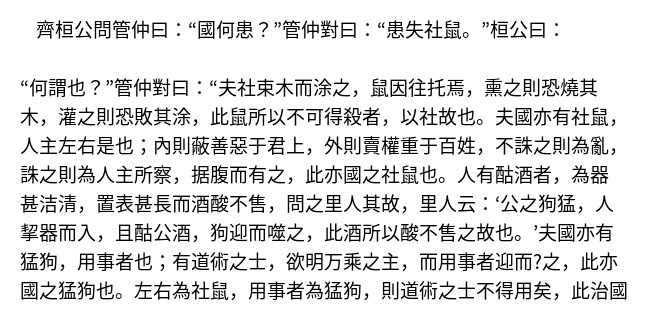 齊桓公問管仲曰：“國何患？”管仲對曰：“患失社鼠。”桓公曰：
“何謂也？”管仲對曰：“夫社束木而涂之，鼠因往托焉，熏之則恐燒其
木，灌之則恐敗其涂，此鼠所以不可得殺者，以社故也。夫國亦有社鼠，
人主左右是也；內則蔽善惡于君上，外則賣權重于百姓，不誅之則為亂，
誅之則為人主所察，据腹而有之，此亦國之社鼠也。人有酤酒者，為器
甚洁清，置表甚長而酒酸不售，問之里人其故，里人云：‘公之狗猛，人
挈器而入，且酤公酒，狗迎而噬之，此酒所以酸不售之故也。’夫國亦有
猛狗，用事者也；有道術之士，欲明万乘之主，而用事者迎而?之，此亦
國之猛狗也。左右為社鼠，用事者為猛狗，則道術之士不得用矣，此治國